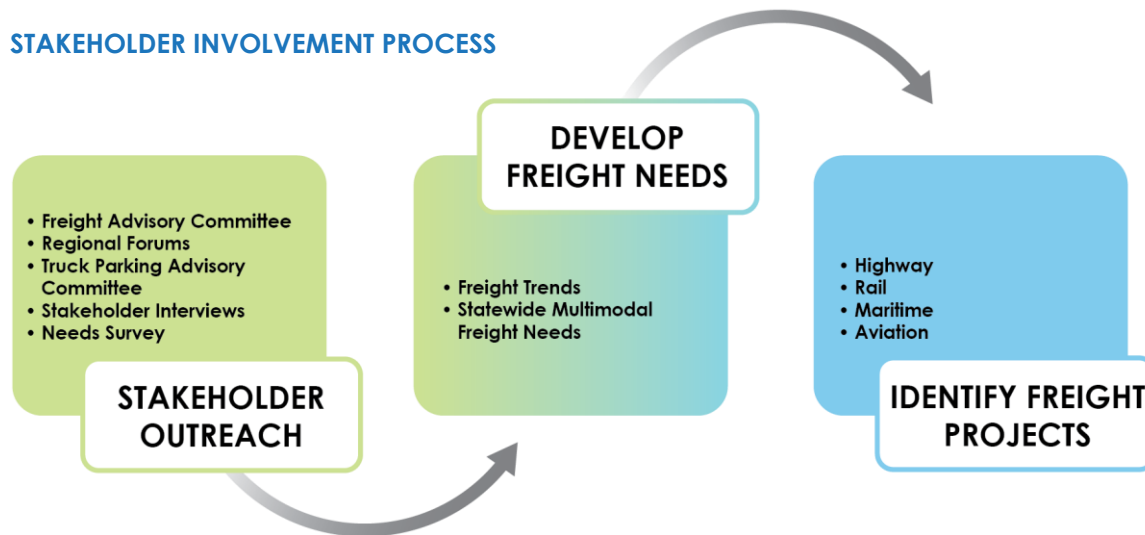 STAKEHOLDER INVOLVEMENT PROCESS
• Freight Advisory Committee
• Regional Forums
• Truck Parking Advisory
Committee
• Stakeholder Interviews
• Needs Survey
STAKEHOLDER
OUTREACH
DEVELOP
FREIGHT NEEDS
• Freight Trends
• Statewide Multimodal
Freight Needs
• Highway
• Rail
• Maritime
• Aviation
IDENTIFY FREIGHT
PROJECTS